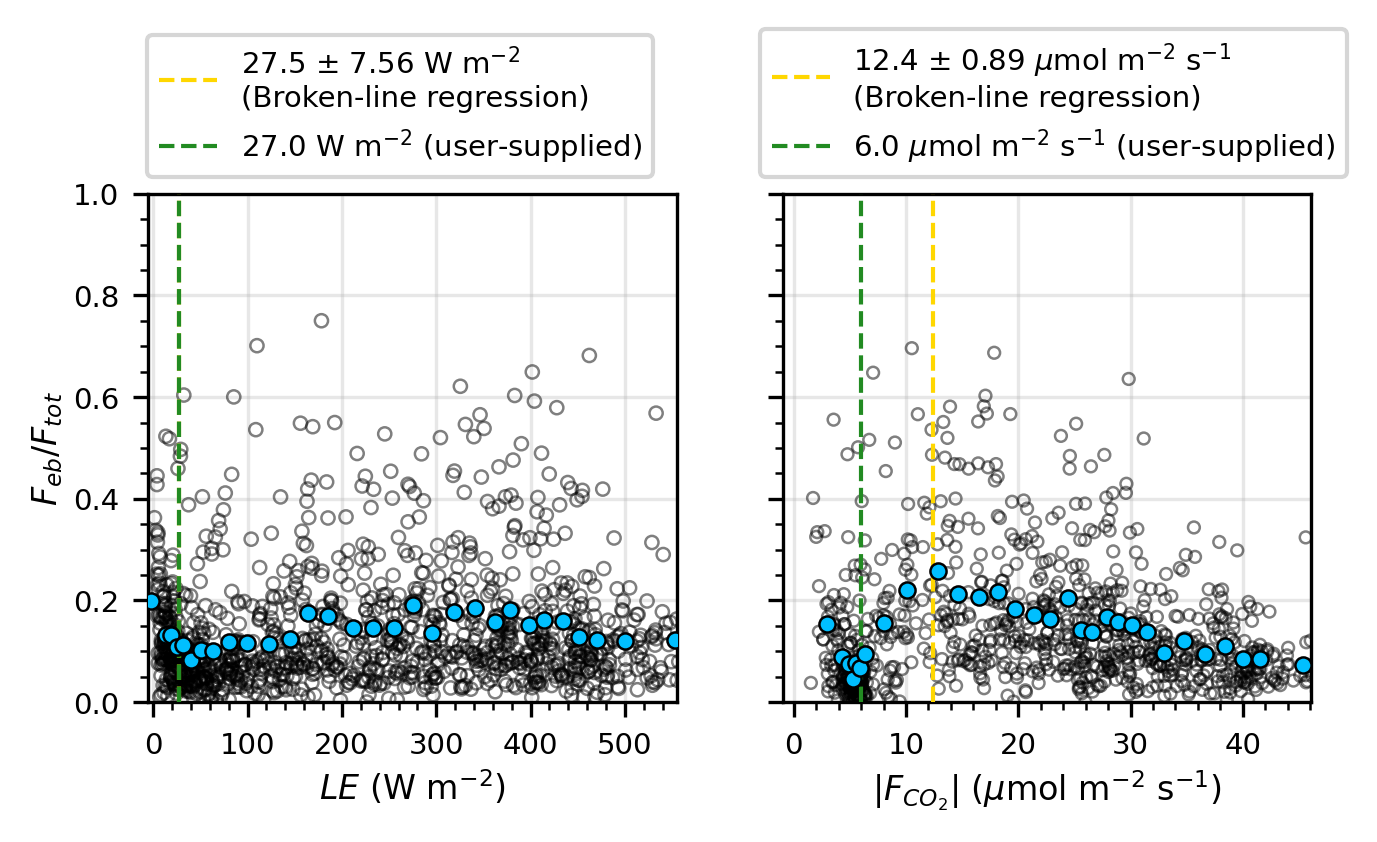 27.5 ± 7.56 W m⁻²
(Broken-line regression)
27.0 W m⁻² (user-supplied)
12.4 ± 0.89 μmol m⁻² s⁻¹
(Broken-line regression)
6.0 μmol m⁻² s⁻¹ (user-supplied)
1.0
0.8
0.6
0.4
0.2
0.0
F_eb/F_tot
0 100 200 300 400 500
LE (W m⁻²)
0 10 20 30 40
|F_CO₂| (μmol m⁻² s⁻¹)